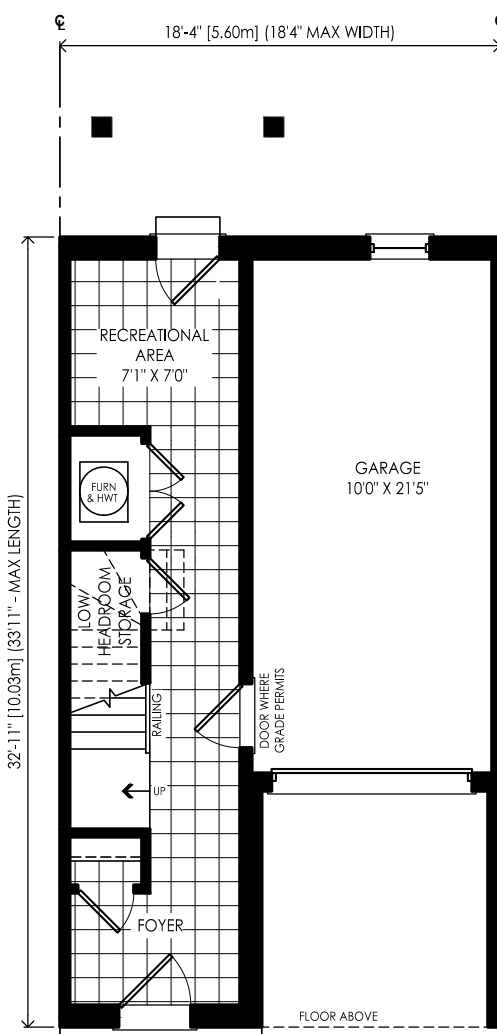 ℄
18'-4" [5.60m] (18'4" MAX WIDTH)
RECREATIONAL
AREA
7'1" X 7'0"
FURN
& HWT
GARAGE
10'0" X 21'5"
32'-11" [10.03m] (33'11" - MAX LENGTH)
LOW
HEADROOM
STORAGE
RAILING
DOOR WHERE
GRADE PERMITS
UP
FOYER
FLOOR ABOVE